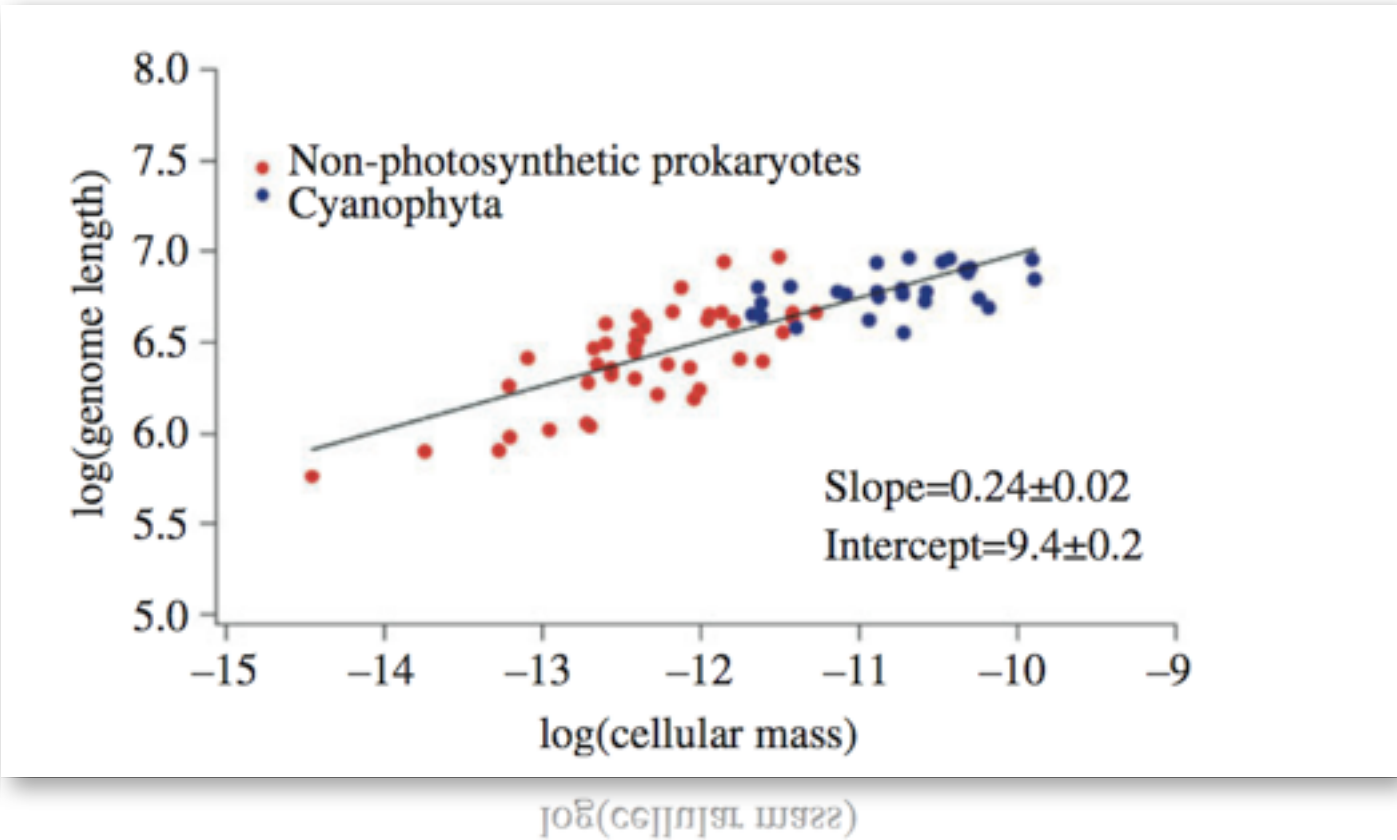 8.0
7.5
7.0
6.5
6.0
5.5
5.0
log(genome length)
Non-photosynthetic prokaryotes
Cyanophyta
Slope=0.24±0.02
Intercept=9.4±0.2
–15 –14 –13 –12 –11 –10 –9
log(cellular mass)
log(cellular mass)